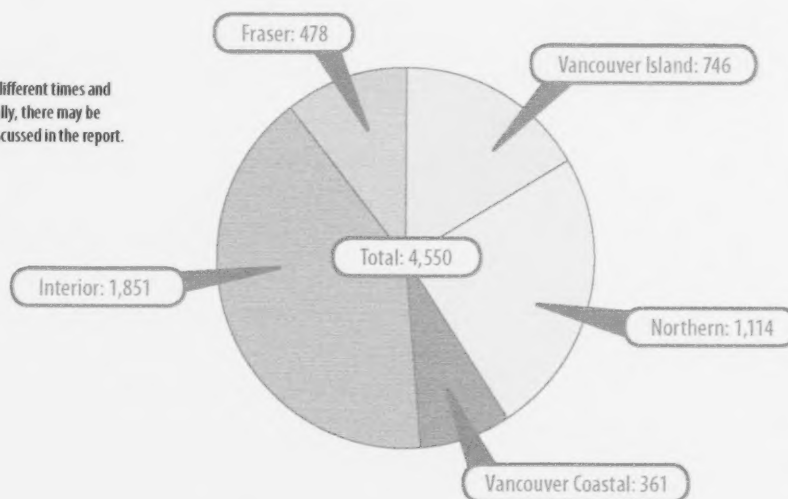 Fraser: 478
Vancouver Island: 746
different times and
lly, there may be
cussed in the report.
Total: 4,550
Interior: 1,851
Northern: 1,114
Vancouver Coastal: 361